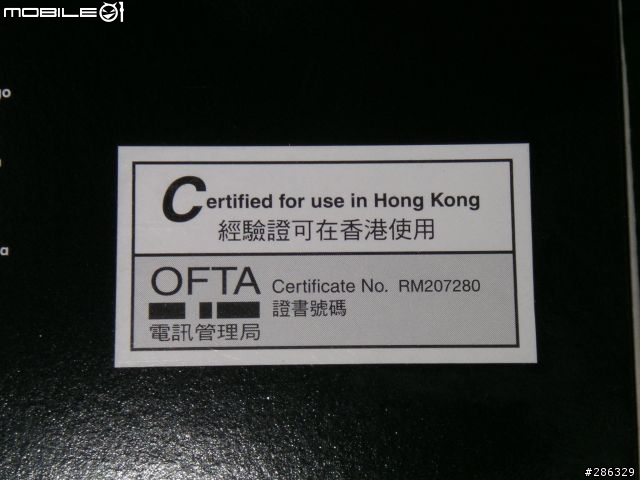 MOBILE01
go
a
Certified for use in Hong Kong
經驗證可在香港使用
OFTA
電訊管理局
Certificate No. RM207280
證書號碼
#286329